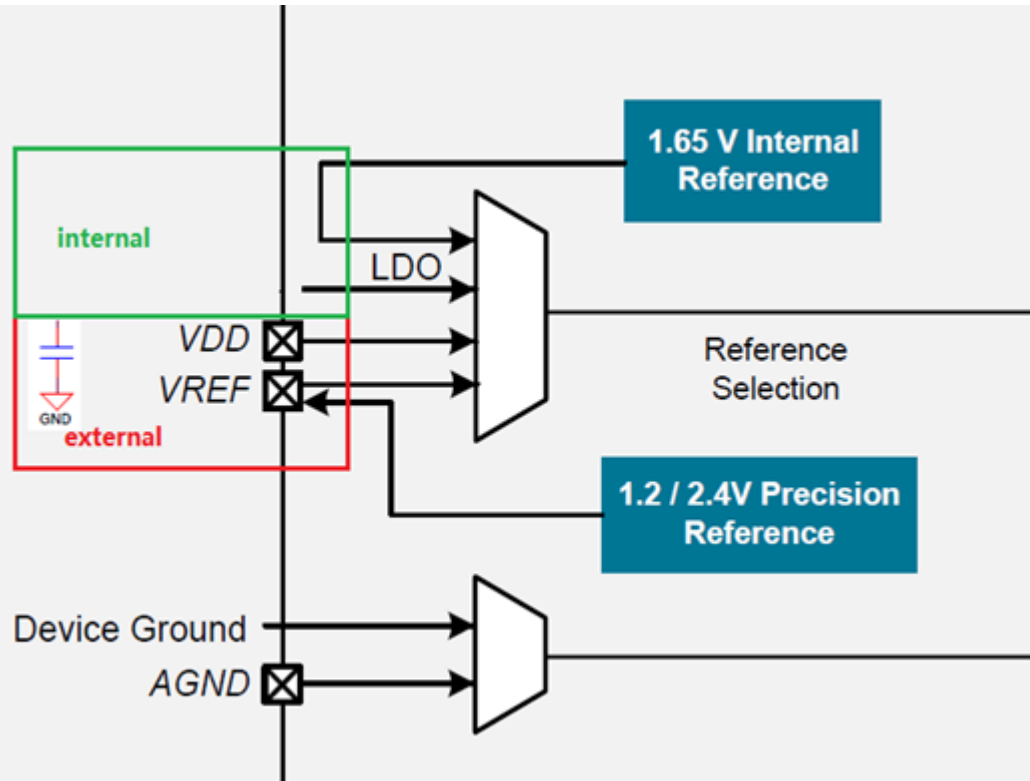 1.65 V Internal
Reference
internal
LDO
VDD
VREF
GND
external
Reference
Selection
1.2 / 2.4V Precision
Reference
Device Ground
AGND